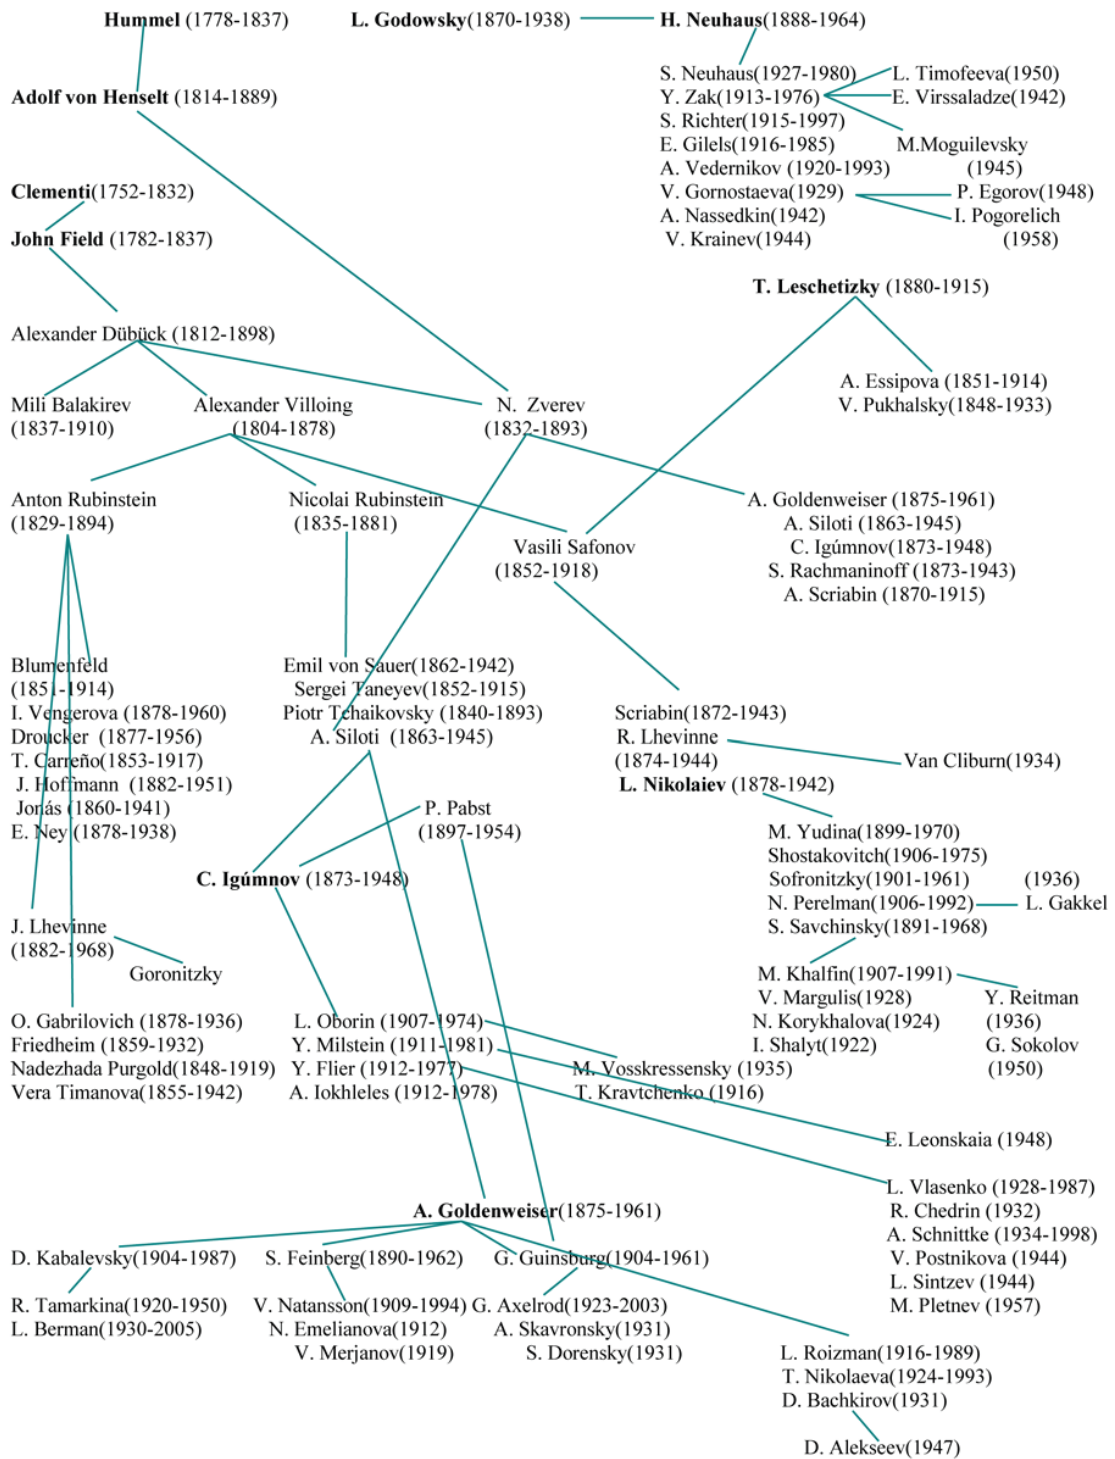 Hummel (1778-1837)
L. Godowsky(1870-1938)
H. Neuhaus(1888-1964)
S. Neuhaus(1927-1980)
L. Timofeeva(1950)
Adolf von Henselt (1814-1889)
Y. Zak(1913-1976)
E. Virssaladze(1942)
S. Richter(1915-1997)
E. Gilels(1916-1985)
M.Moguilevsky
A. Vedernikov (1920-1993)
(1945)
Clementi(1752-1832)
V. Gornostaeva(1929)
P. Egorov(1948)
A. Nassedkin(1942)
I. Pogorelich
John Field (1782-1837)
V. Krainev(1944)
(1958)
T. Leschetizky (1880-1915)
Alexander Dübück (1812-1898)
A. Essipova (1851-1914)
Mili Balakirev
Alexander Villoing
N. Zverev
V. Pukhalsky(1848-1933)
(1837-1910)
(1804-1878)
(1832-1893)
Anton Rubinstein
Nicolai Rubinstein
A. Goldenweiser (1875-1961)
(1829-1894)
(1835-1881)
A. Siloti (1863-1945)
Vasili Safonov
C. Igúmnov(1873-1948)
(1852-1918)
S. Rachmaninoff (1873-1943)
A. Scriabin (1870-1915)
Blumenfeld
Emil von Sauer(1862-1942)
(1851-1914)
Sergei Taneyev(1852-1915)
I. Vengerova (1878-1960)
Piotr Tchaikovsky (1840-1893)
Scriabin(1872-1943)
Droucker (1877-1956)
A. Siloti (1863-1945)
R. Lhevinne
T. Carreño(1853-1917)
(1874-1944)
Van Cliburn(1934)
J. Hoffmann (1882-1951)
L. Nikolaiev (1878-1942)
Jonás (1860-1941)
P. Pabst
E. Ney (1878-1938)
(1897-1954)
M. Yudina(1899-1970)
Shostakovitch(1906-1975)
C. Igúmnov (1873-1948)
Sofronitzky(1901-1961)
(1936)
N. Perelman(1906-1992)
L. Gakkel
J. Lhevinne
S. Savchinsky(1891-1968)
(1882-1968)
Goronitzky
M. Khalfin(1907-1991)
V. Margulis(1928)
Y. Reitman
O. Gabrilovich (1878-1936)
L. Oborin (1907-1974)
N. Korykhalova(1924)
(1936)
Friedheim (1859-1932)
Y. Milstein (1911-1981)
I. Shalyt(1922)
G. Sokolov
Nadezhada Purgold(1848-1919)
Y. Flier (1912-1977)
M. Vosskressensky (1935)
(1950)
Vera Timanova(1855-1942)
A. Iokhleles (1912-1978)
T. Kravtchenko (1916)
E. Leonskaia (1948)
L. Vlasenko (1928-1987)
A. Goldenweiser(1875-1961)
R. Chedrin (1932)
A. Schnittke (1934-1998)
D. Kabalevsky(1904-1987)
S. Feinberg(1890-1962)
G. Guinsburg(1904-1961)
V. Postnikova (1944)
L. Sintzev (1944)
R. Tamarkina(1920-1950)
V. Natansson(1909-1994)
G. Axelrod(1923-2003)
M. Pletnev (1957)
L. Berman(1930-2005)
N. Emelianova(1912)
A. Skavronsky(1931)
V. Merjanov(1919)
S. Dorensky(1931)
L. Roizman(1916-1989)
T. Nikolaeva(1924-1993)
D. Bachkirov(1931)
D. Alekseev(1947)